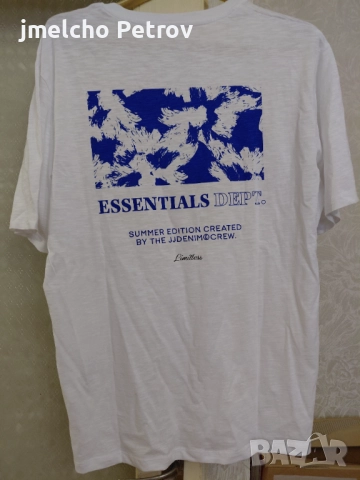 jmelcho Petrov
ESSENTIALS DEPT.
SUMMER EDITION CREATED
BY THE JJDENIM©CREW.
Limitless
BAZAR